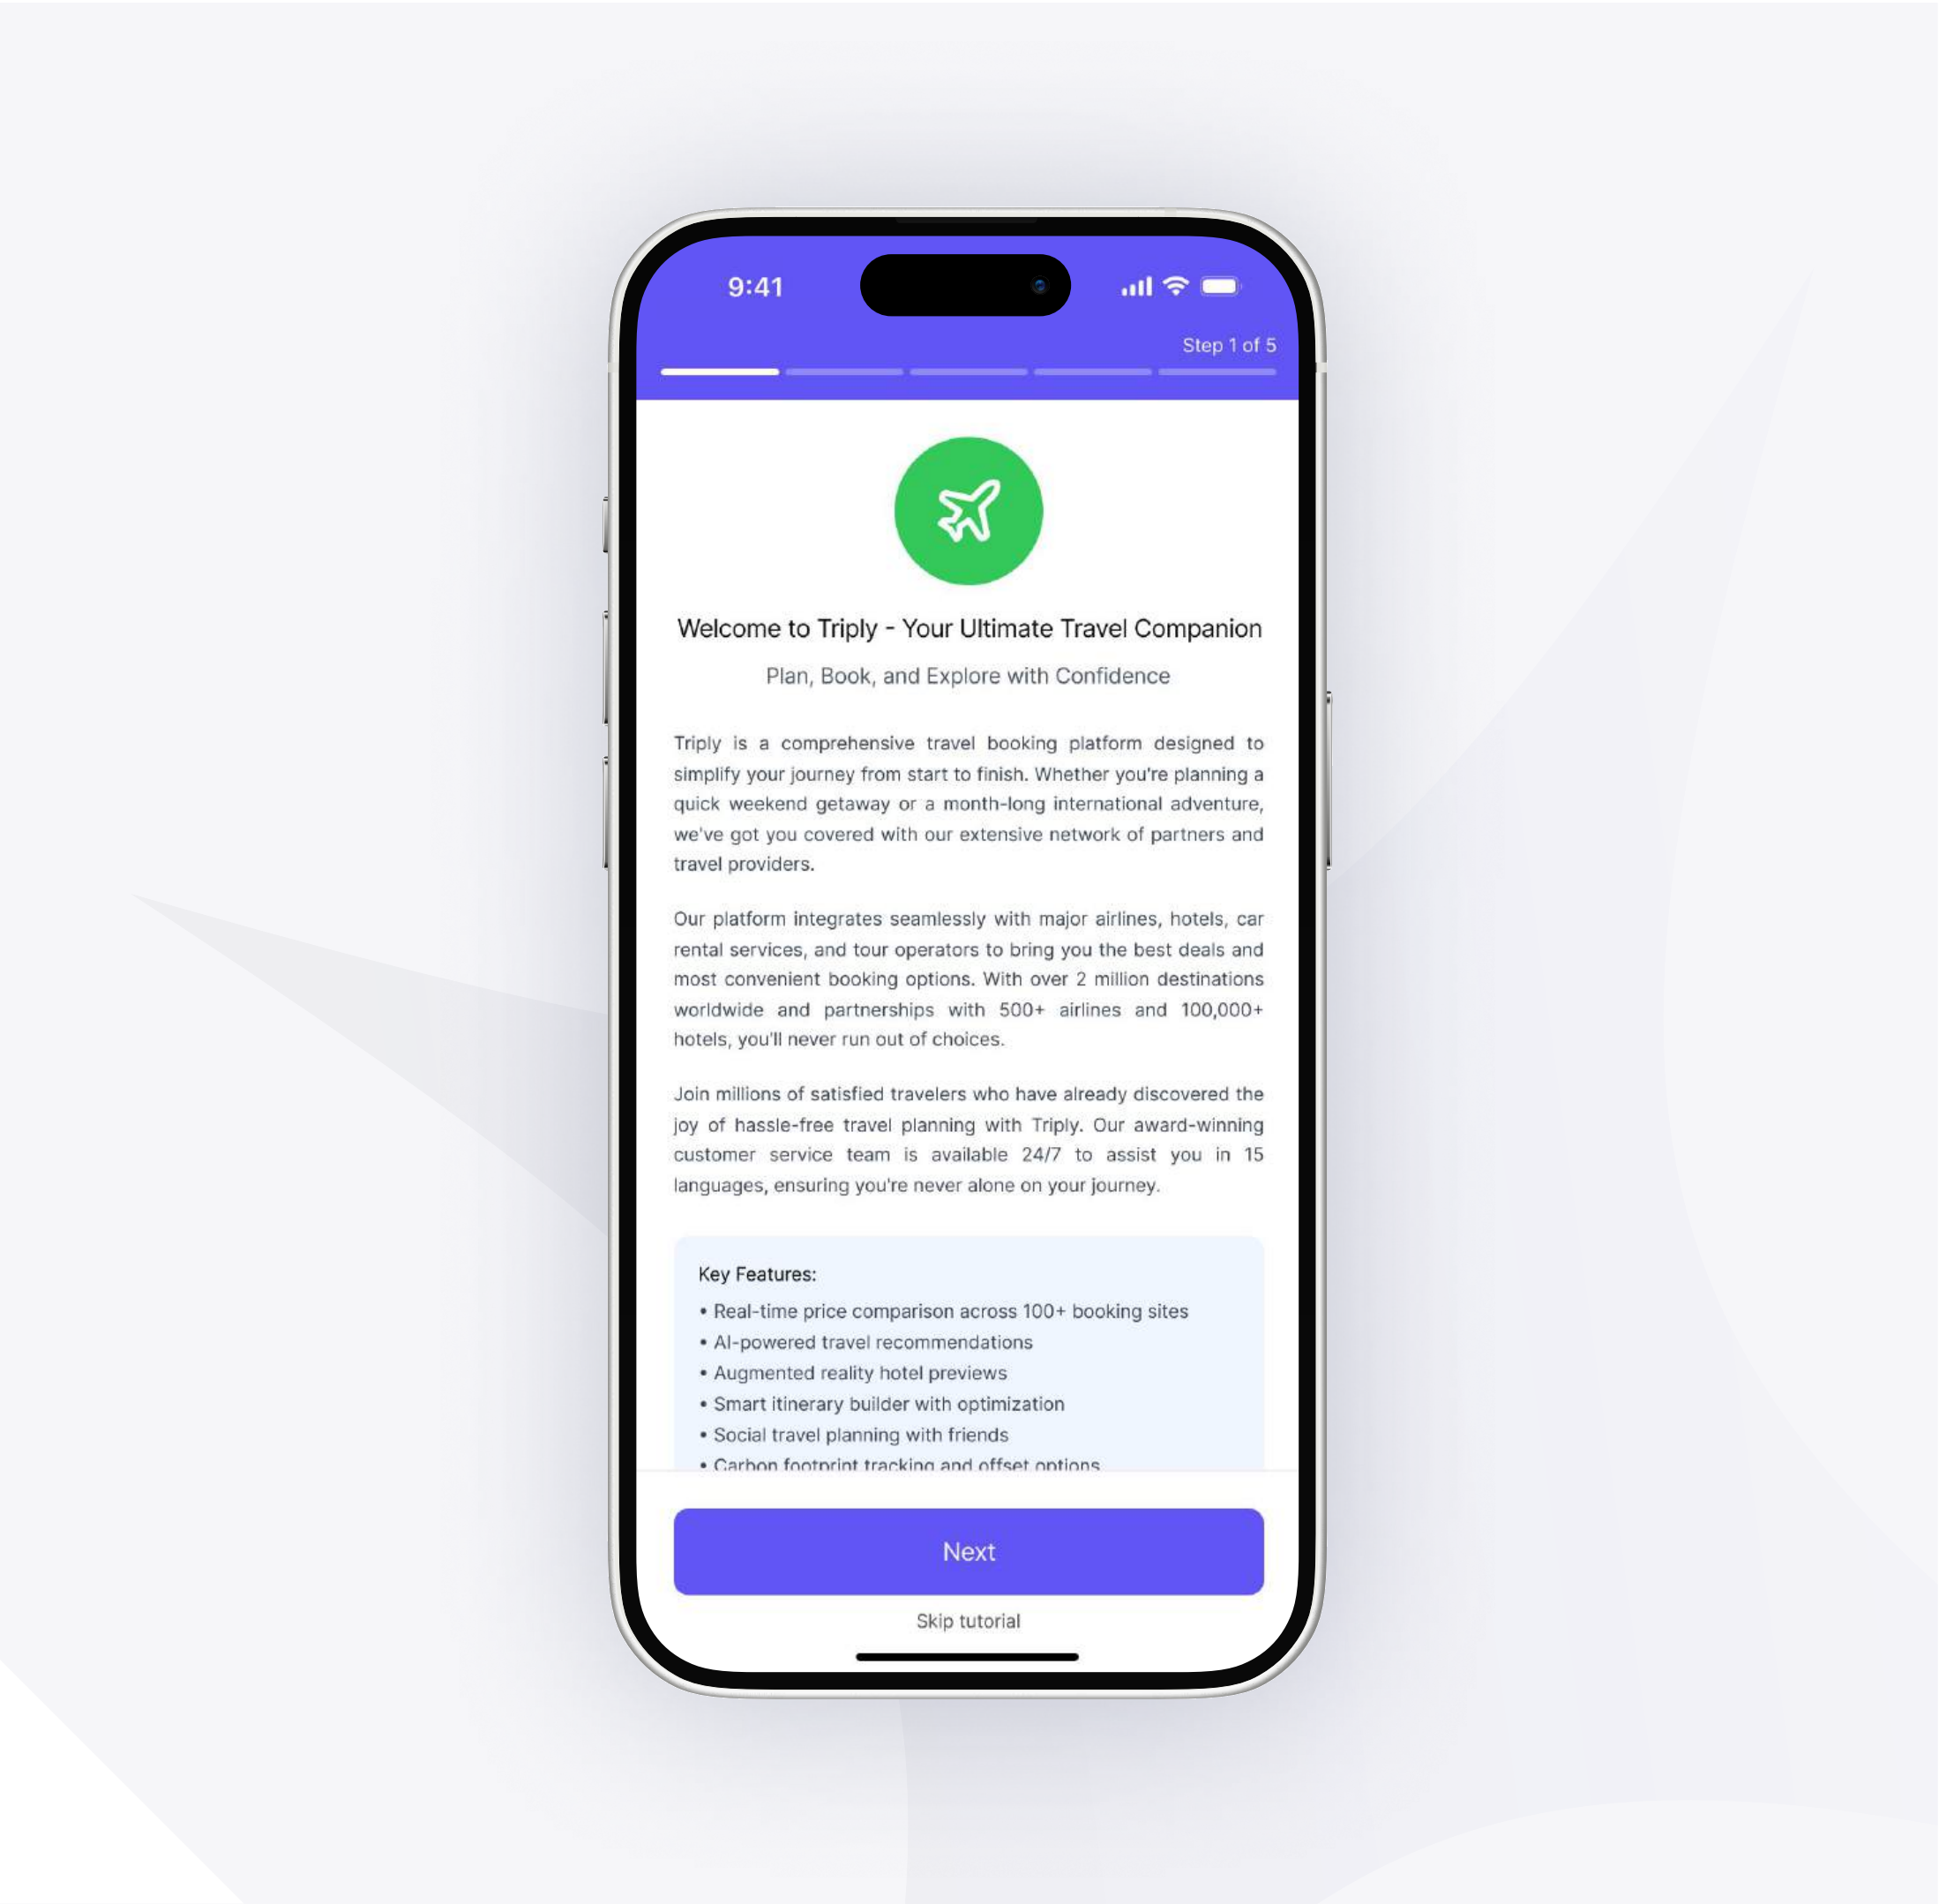 9:41
Step 1 of 5
Welcome to Triply - Your Ultimate Travel Companion
Plan, Book, and Explore with Confidence
Triply is a comprehensive travel booking platform designed to
simplify your journey from start to finish. Whether you're planning a
quick weekend getaway or a month-long international adventure,
we've got you covered with our extensive network of partners and
travel providers.
Our platform integrates seamlessly with major airlines, hotels, car
rental services, and tour operators to bring you the best deals and
most convenient booking options. With over 2 million destinations
worldwide and partnerships with 500+ airlines and 100,000+
hotels, you'll never run out of choices.
Join millions of satisfied travelers who have already discovered the
joy of hassle-free travel planning with Triply. Our award-winning
customer service team is available 24/7 to assist you in 15
languages, ensuring you're never alone on your journey.
Key Features:
• Real-time price comparison across 100+ booking sites
• AI-powered travel recommendations
• Augmented reality hotel previews
• Smart itinerary builder with optimization
• Social travel planning with friends
• Carbon footprint tracking and offset options
Next
Skip tutorial